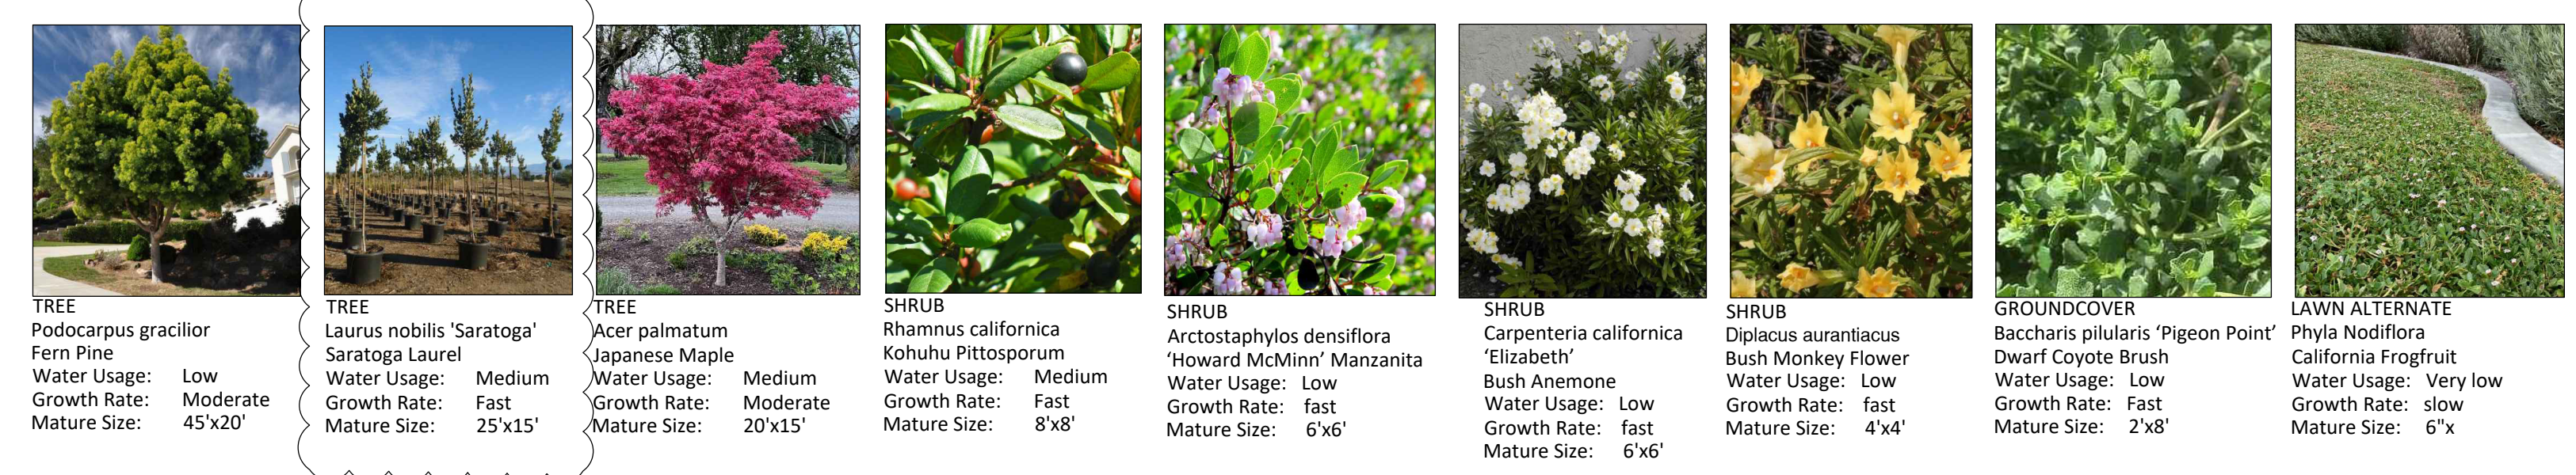 TREE
Podocarpus gracilior
Fern Pine
Water Usage: Low
Growth Rate: Moderate
Mature Size: 45'x20'
TREE
Laurus nobilis 'Saratoga'
Saratoga Laurel
Water Usage: Medium
Growth Rate: Fast
Mature Size: 25'x15'
TREE
Acer palmatum
Japanese Maple
Water Usage: Medium
Growth Rate: Moderate
Mature Size: 20'x15'
SHRUB
Rhamnus californica
Kohuhu Pittosporum
Water Usage: Medium
Growth Rate: Fast
Mature Size: 8'x8'
SHRUB
Arctostaphylos densiflora
‘Howard McMinn’ Manzanita
Water Usage: Low
Growth Rate: fast
Mature Size: 6'x6'
SHRUB
Carpenteria californica
‘Elizabeth’
Bush Anemone
Water Usage: Low
Growth Rate: fast
Mature Size: 6'x6'
SHRUB
Diplacus aurantiacus
Bush Monkey Flower
Water Usage: Low
Growth Rate: fast
Mature Size: 4'x4'
GROUNDCOVER
Baccharis pilularis ‘Pigeon Point’
Dwarf Coyote Brush
Water Usage: Low
Growth Rate: Fast
Mature Size: 2'x8'
LAWN ALTERNATE
Phyla Nodiflora
California Frogfruit
Water Usage: Very low
Growth Rate: slow
Mature Size: 6"x